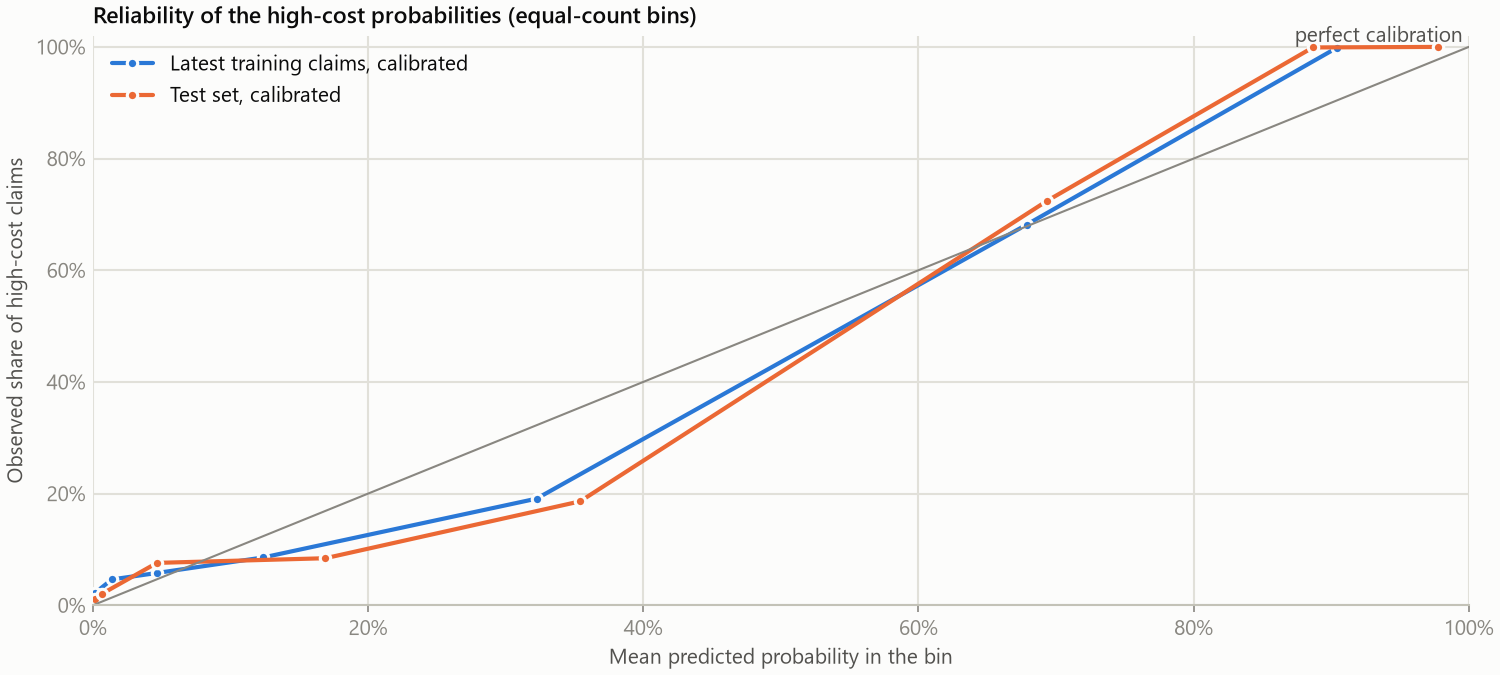 Reliability of the high-cost probabilities (equal-count bins)
perfect calibration
Latest training claims, calibrated
Test set, calibrated
Observed share of high-cost claims
100%
80%
60%
40%
20%
0%
0% 20% 40% 60% 80% 100%
Mean predicted probability in the bin